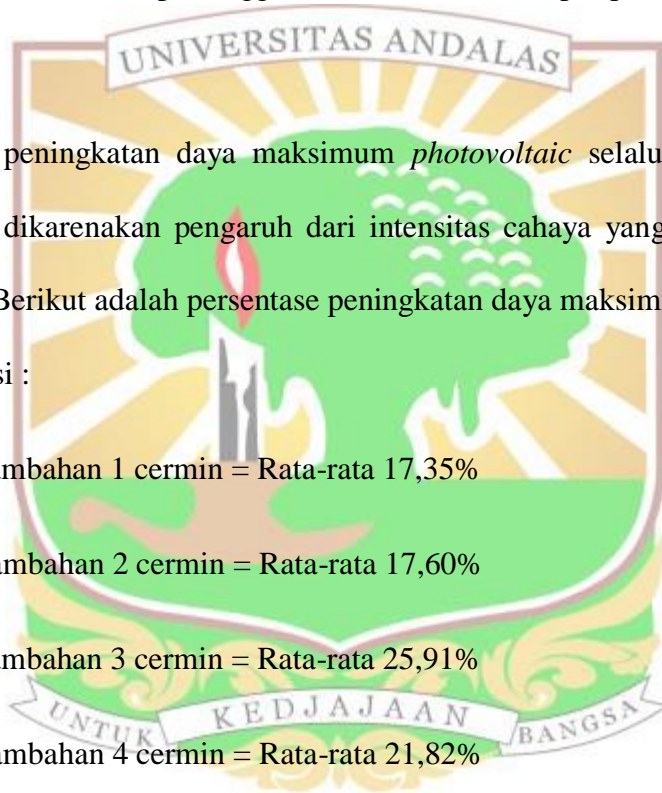 UNIVERSITAS ANDALAS
peningkatan daya maksimum photovoltaic selalu
dikarenakan pengaruh dari intensitas cahaya yang
Berikut adalah persentase peningkatan daya maksim
si :
mbahan 1 cermin = Rata-rata 17,35%
mbahan 2 cermin = Rata-rata 17,60%
mbahan 3 cermin = Rata-rata 25,91%
UNTUK KEDJAJAAN BANGSA
mbahan 4 cermin = Rata-rata 21,82%